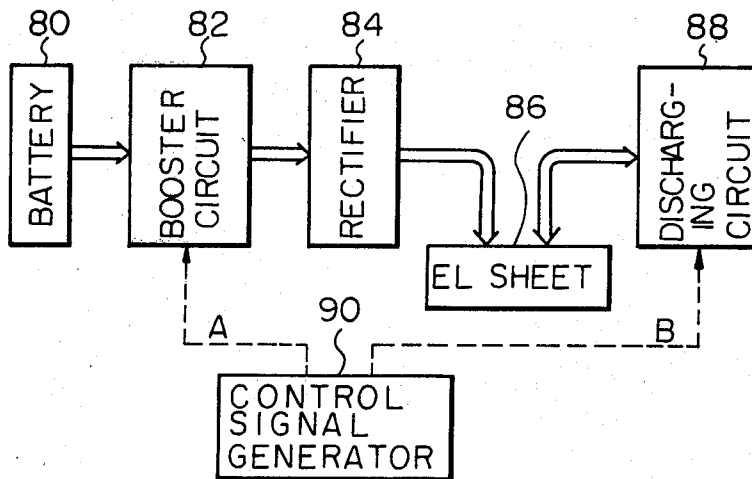 80
82
84
88
86
BATTERY
BOOSTER
CIRCUIT
RECTIFIER
DISCHARG-
ING
CIRCUIT
EL SHEET
A
90
B
CONTROL
SIGNAL
GENERATOR